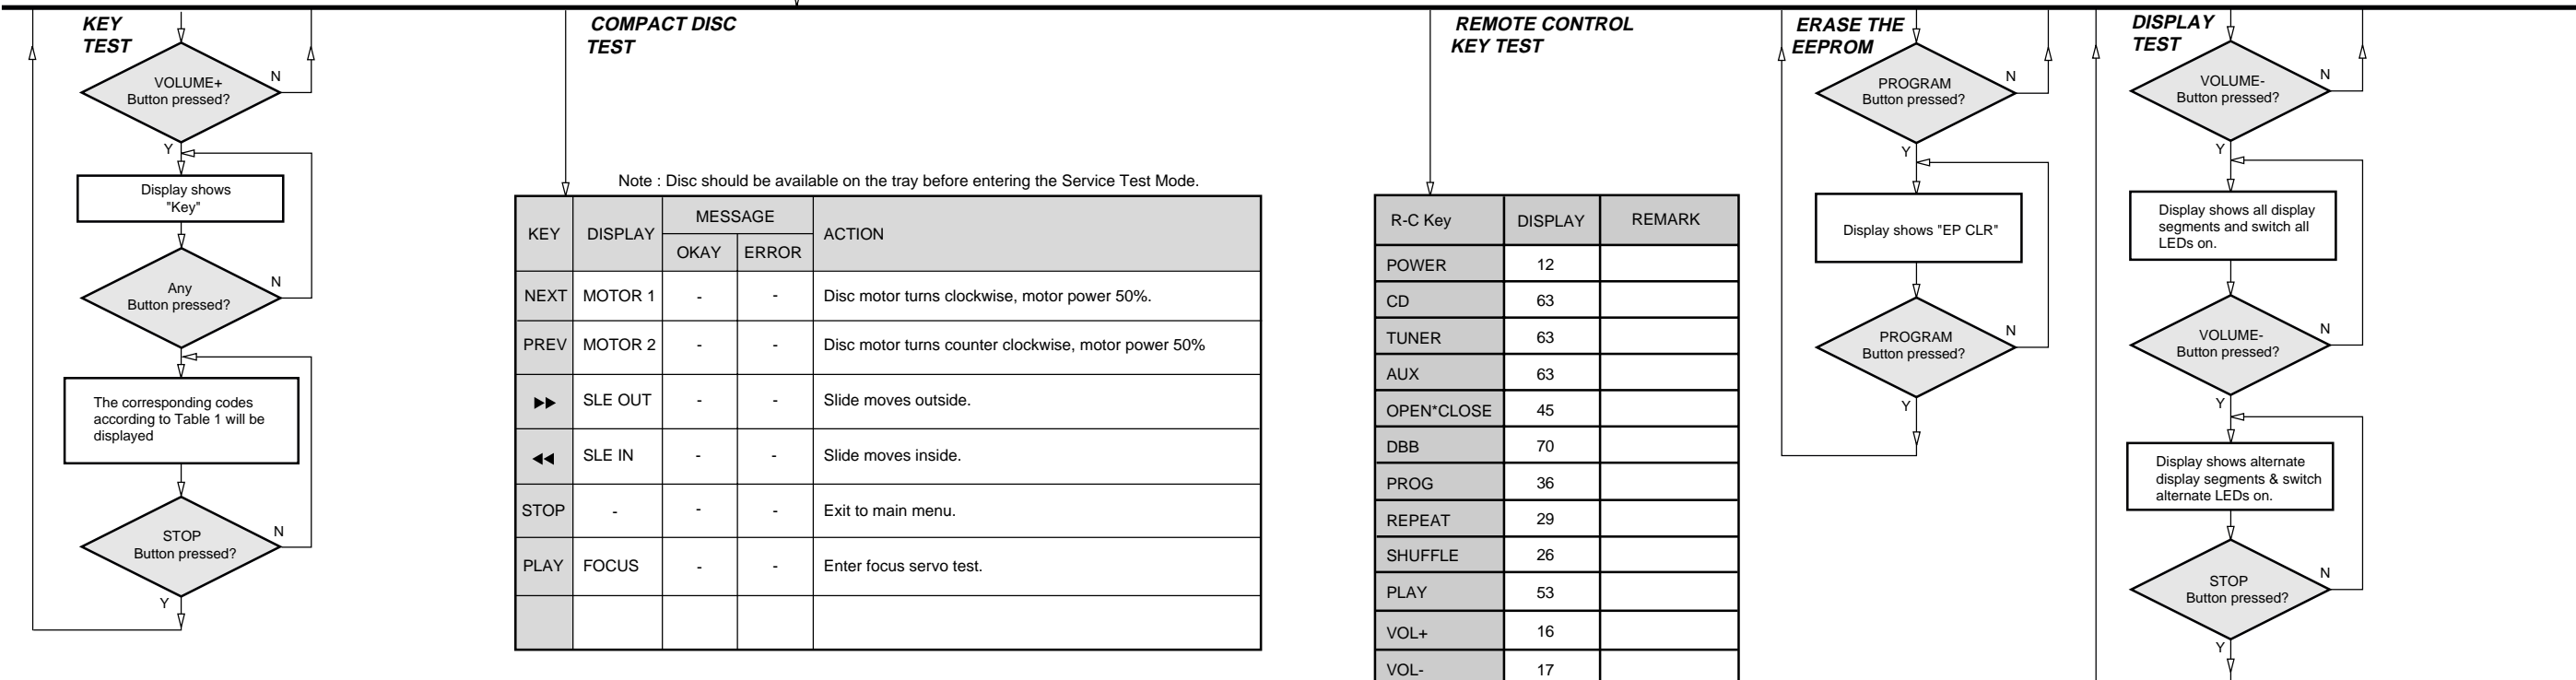 KEY
TEST
VOLUME+
Button pressed?
N
Y
Display shows
"Key"
Any
Button pressed?
N
The corresponding codes
according to Table 1 will be
displayed
STOP
Button pressed?
N
Y
COMPACT DISC
TEST
Note : Disc should be available on the tray before entering the Service Test Mode.
KEY DISPLAY MESSAGE ACTION
OKAY ERROR
NEXT MOTOR 1 - - Disc motor turns clockwise, motor power 50%.
PREV MOTOR 2 - - Disc motor turns counter clockwise, motor power 50%
▶▶ SLE OUT - - Slide moves outside.
◀◀ SLE IN - - Slide moves inside.
STOP - - - Exit to main menu.
PLAY FOCUS - - Enter focus servo test.
REMOTE CONTROL
KEY TEST
R-C Key DISPLAY REMARK
POWER 12
CD 63
TUNER 63
AUX 63
OPEN*CLOSE 45
DBB 70
PROG 36
REPEAT 29
SHUFFLE 26
PLAY 53
VOL+ 16
VOL- 17
ERASE THE
EEPROM
PROGRAM
Button pressed?
N
Y
Display shows "EP CLR"
PROGRAM
Button pressed?
N
Y
DISPLAY
TEST
VOLUME-
Button pressed?
N
Y
Display shows all display
segments and switch all
LEDs on.
VOLUME-
Button pressed?
N
Y
Display shows alternate
display segments & switch
alternate LEDs on.
STOP
Button pressed?
N
Y